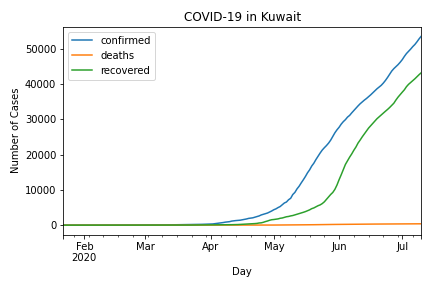 COVID-19 in Kuwait
confirmed
deaths
recovered
Number of Cases
50000
40000
30000
20000
10000
0
Feb Mar Apr May Jun Jul
2020
Day